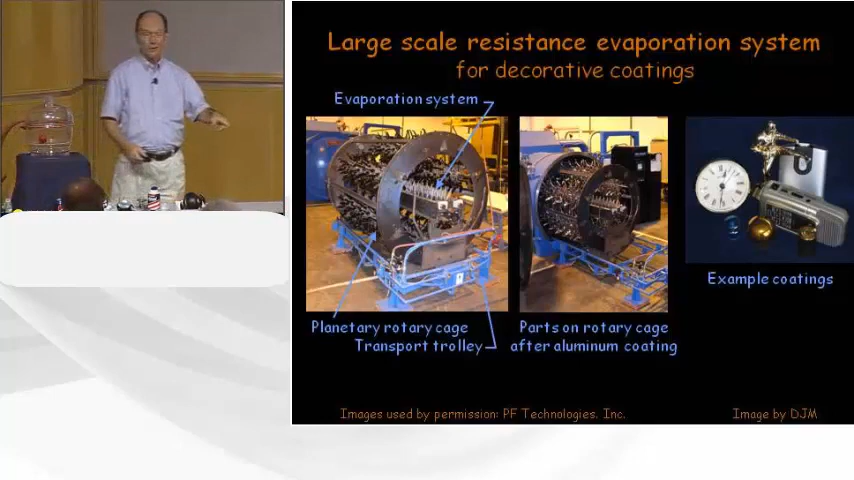 Large scale resistance evaporation system
for decorative coatings
Evaporation system
Planetary rotary cage
Transport trolley
Parts on rotary cage
after aluminum coating
Example coatings
Images used by permission: PF Technologies. Inc.
Image by DJM